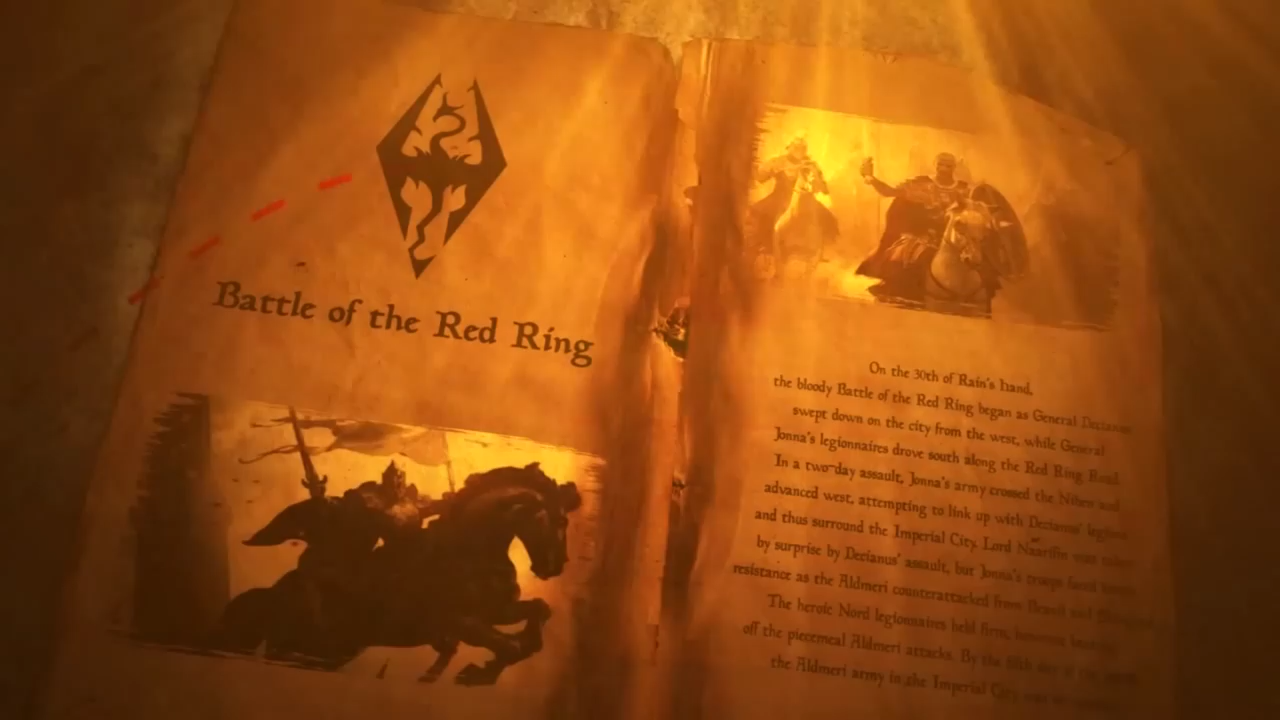 Battle of the Red Ring
On the 30th of Rain's Hand,
the bloody Battle of the Red Ring began as General Decianus
swept down on the city from the west, while General
Jonna's legionnaires drove south along the Red Ring Road.
In a two-day assault, Jonna's army crossed the Niben and
advanced west, attempting to link up with Decianus' legions
and thus surround the Imperial City. Lord Naarifin was taken
by surprise by Decianus' assault, but Jonna's troops faced
resistance as the Aldmeri counterattacked from Bravil and
The heroic Nord legionnaires held firm, however
off the piecemeal Aldmeri attacks. By the fifth day of
the Aldmeri army in the Imperial City